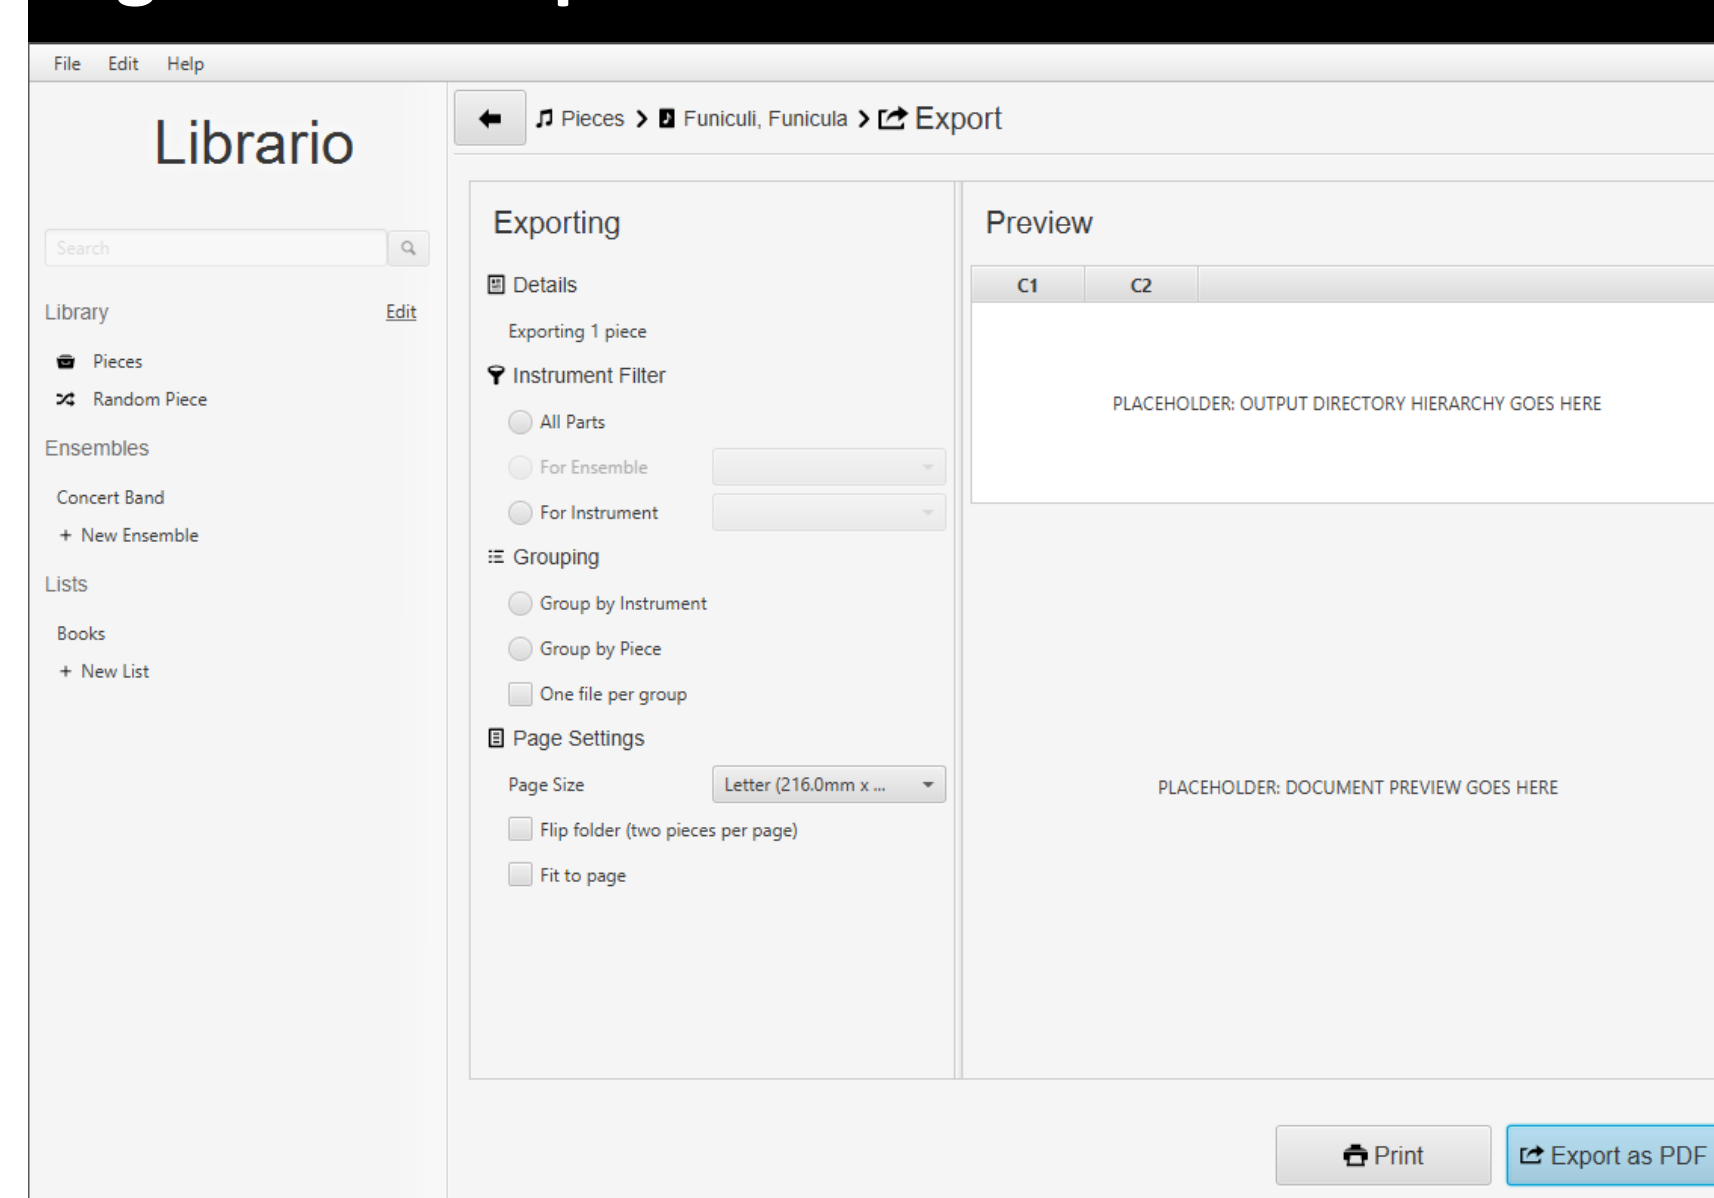 File Edit Help
Librario
Pieces Funiculi, Funicula Export
Search
Library Edit
Pieces
Random Piece
Ensembles
Concert Band
+ New Ensemble
Lists
Books
+ New List
Exporting
Details
Exporting 1 piece
Instrument Filter
All Parts
For Ensemble
For Instrument
Grouping
Group by Instrument
Group by Piece
One file per group
Page Settings
Page Size Letter (216.0mm x ...
Flip folder (two pieces per page)
Fit to page
Preview
C1 C2
PLACEHOLDER: OUTPUT DIRECTORY HIERARCHY GOES HERE
PLACEHOLDER: DOCUMENT PREVIEW GOES HERE
Print Export as PDF